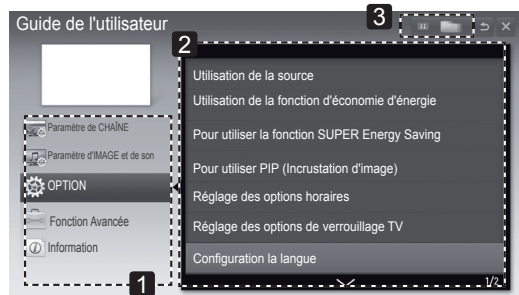 Guide de l'utilisateur
3
2
Paramètre de CHAÎNE
Paramètre d'IMAGE et de son
OPTION
Fonction Avancée
Information
1
Utilisation de la source
Utilisation de la fonction d'économie d'énergie
Pour utiliser la fonction SUPER Energy Saving
Pour utiliser PIP (Incrustation d'image)
Réglage des options horaires
Réglage des options de verrouillage TV
Configuration la langue
1/2